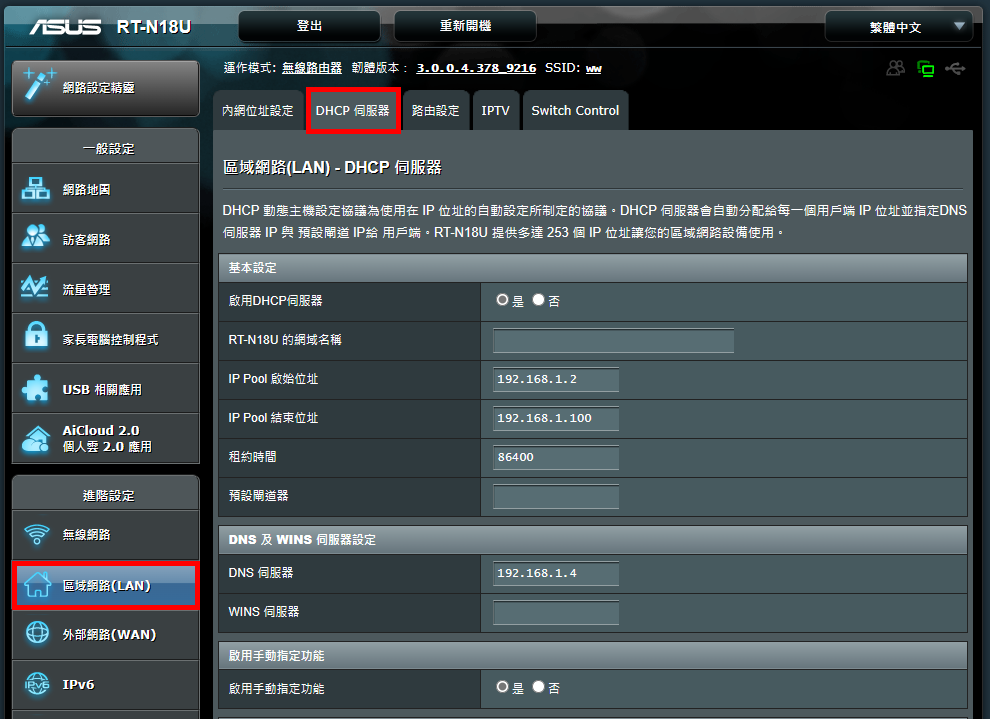 ASUS RT-N18U 登出 重新開機 繁體中文
運作模式: 無線路由器 韌體版本: 3.0.0.4.378_9216 SSID: ww
網路設定精靈
一般設定
網路地圖
訪客網路
流量管理
家長電腦控制程式
USB 相關應用
AiCloud 2.0
個人雲 2.0 應用
進階設定
無線網路
區域網路(LAN)
外部網路(WAN)
IPv6
內網位址設定 DHCP 伺服器 路由設定 IPTV Switch Control
區域網路(LAN) - DHCP 伺服器
DHCP 動態主機設定協議為使用在 IP 位址的自動設定所制定的協議。DHCP 伺服器會自動分配給每一個用戶端 IP 位址並指定DNS
伺服器 IP 與 預設閘道 IP給 用戶端。RT-N18U 提供多達 253 個 IP 位址讓您的區域網路設備使用。
基本設定
啟用DHCP伺服器 是 否
RT-N18U 的網域名稱
IP Pool 啟始位址 192.168.1.2
IP Pool 結束位址 192.168.1.100
租約時間 86400
預設閘道器
DNS 及 WINS 伺服器設定
DNS 伺服器 192.168.1.4
WINS 伺服器
啟用手動指定功能
啟用手動指定功能 是 否